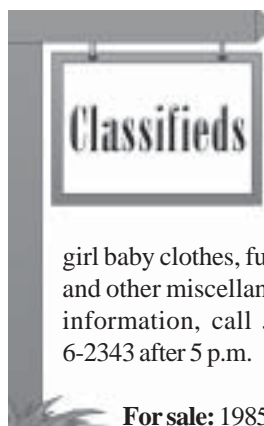 Classifieds
girl baby clothes,
and other
information, call
6-2343 after 5 p.m.
For sale: 1985